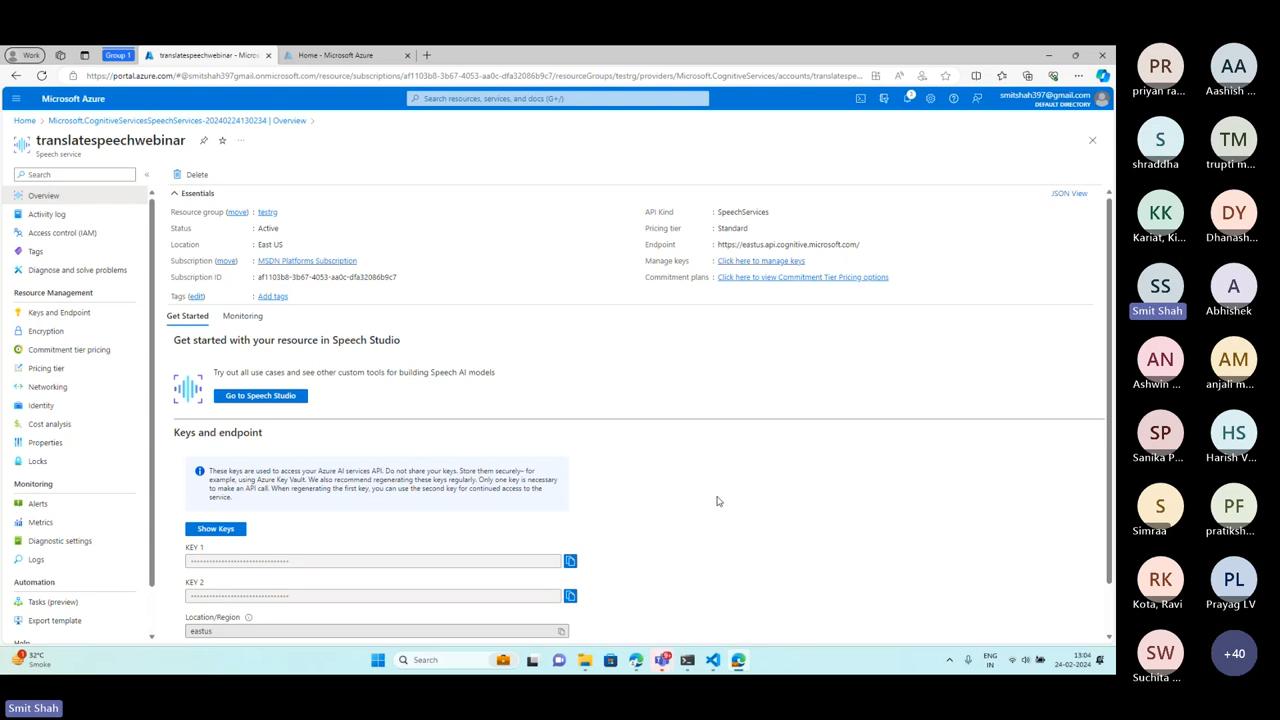 Work
Group 1
translatespeechwebinar - Micros
Home - Microsoft Azure
https://portal.azure.com/#@smitshah397gmail.onmicrosoft.com/resource/subscriptions/af1103b8-3b67-4053-aa0c-dfa32086b9c7/resourceGroups/testrg/providers/Microsoft.CognitiveServices/accounts/translatespe...
Microsoft Azure
Search resources, services, and docs (G+/)
smitshah397@gmail.com
DEFAULT DIRECTORY
Home > Microsoft.CognitiveServicesSpeechServices-20240224130234 | Overview >
translatespeechwebinar
Speech service
Search
Overview
Activity log
Access control (IAM)
Tags
Diagnose and solve problems
Resource Management
Keys and Endpoint
Encryption
Commitment tier pricing
Pricing tier
Networking
Identity
Cost analysis
Properties
Locks
Monitoring
Alerts
Metrics
Diagnostic settings
Logs
Automation
Tasks (preview)
Export template
Help
Delete
Essentials
JSON View
Resource group (move) : testrg
Status : Active
Location : East US
Subscription (move) : MSDN Platforms Subscription
Subscription ID : af1103b8-3b67-4053-aa0c-dfa32086b9c7
Tags (edit) : Add tags
API Kind : SpeechServices
Pricing tier : Standard
Endpoint : https://eastus.api.cognitive.microsoft.com/
Manage keys : Click here to manage keys
Commitment plans : Click here to view Commitment Tier Pricing options
Get Started Monitoring
Get started with your resource in Speech Studio
Try out all use cases and see other custom tools for building Speech AI models
Go to Speech Studio
Keys and endpoint
These keys are used to access your Azure AI services API. Do not share your keys. Store them securely– for
example, using Azure Key Vault. We also recommend regenerating these keys regularly. Only one key is necessary
to make an API call. When regenerating the first key, you can use the second key for continued access to the
service.
Show Keys
KEY 1
KEY 2
Location/Region
eastus
32°C
Smoke
Search
ENG
IN
13:04
24-02-2024
PR
priyan ra...
AA
Aashish ...
S
shraddha
TM
trupti m...
KK
Kariat, Ki...
DY
Dhanash...
SS
Smit Shah
A
Abhishek
AN
Ashwin ...
AM
anjali m...
SP
Sanika P...
HS
Harish V...
S
Simraa
PF
pratiksh...
RK
Kota, Ravi
PL
Prayag LV
SW
Suchita ...
+40
Smit Shah